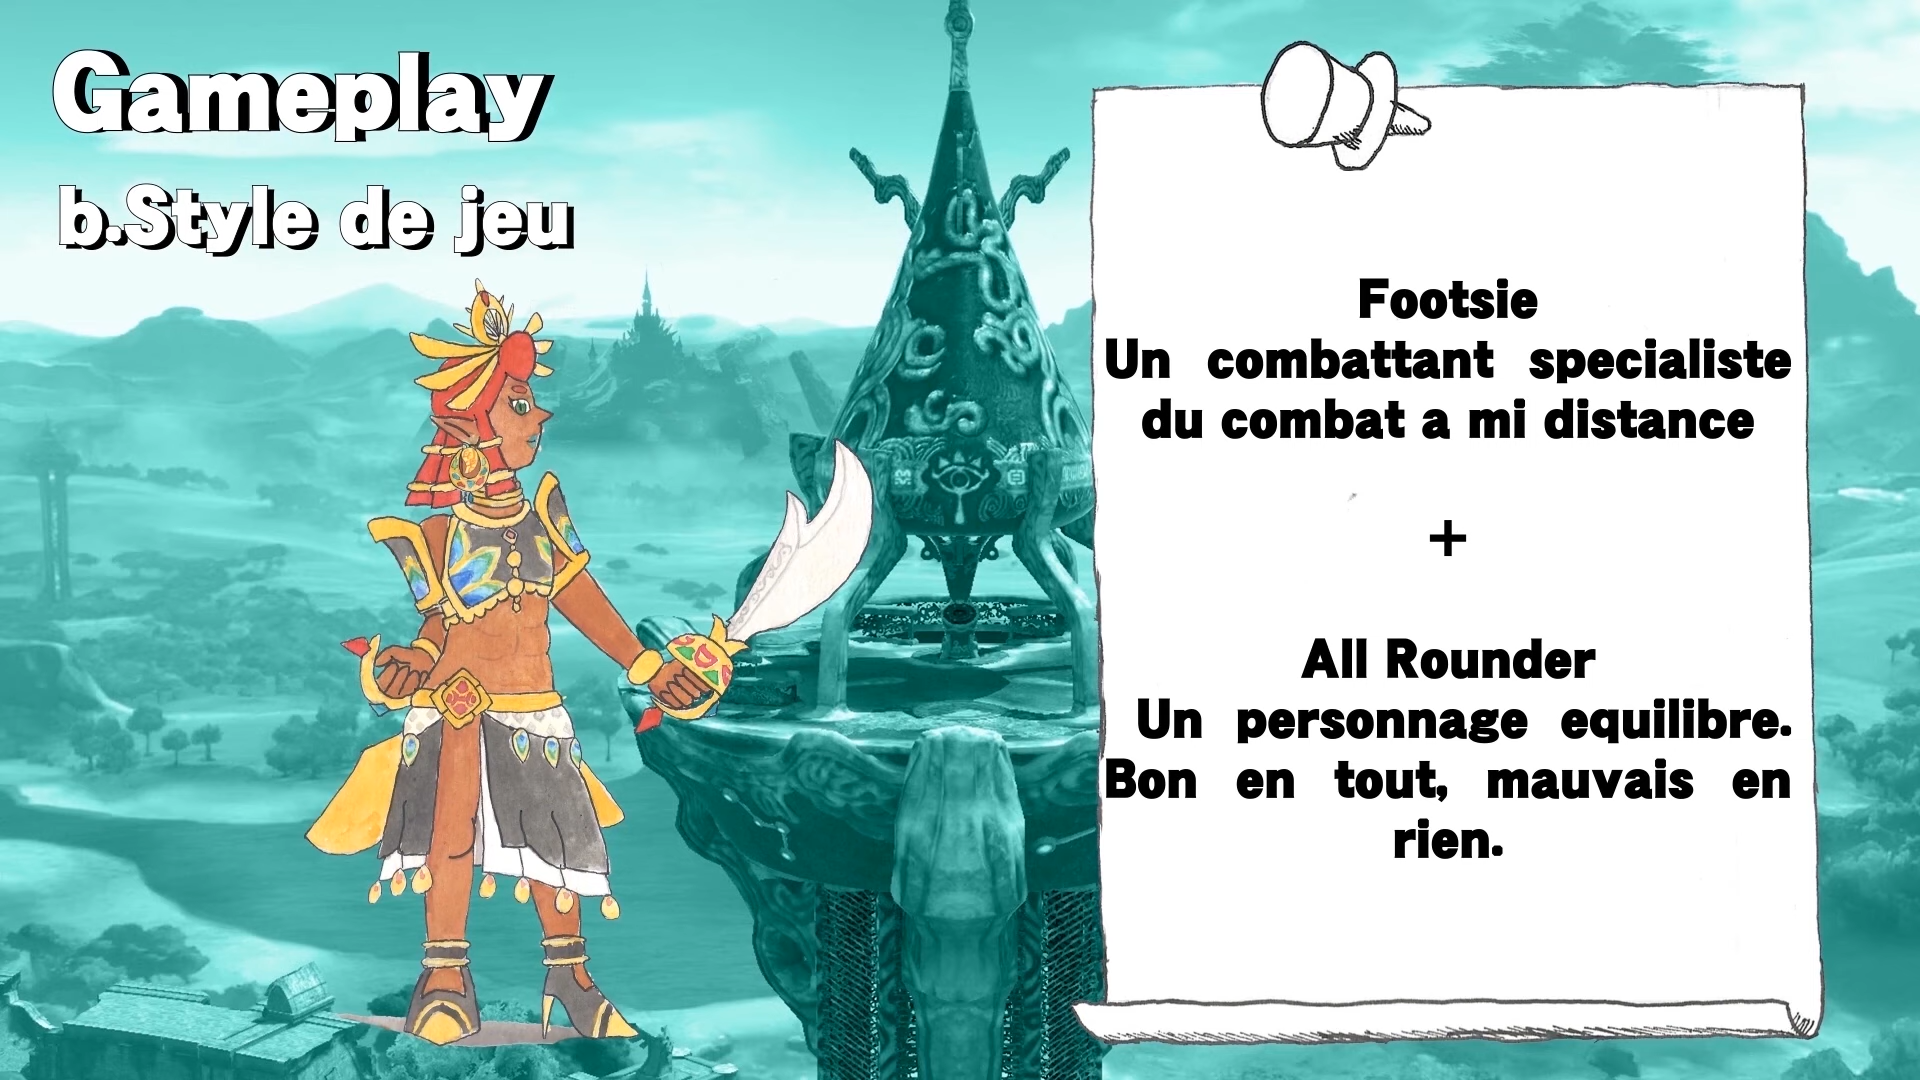 Gameplay
b.Style de jeu
Footsie
Un combattant specialiste
du combat a mi distance
+
All Rounder
Un personnage equilibre.
Bon en tout, mauvais en
rien.